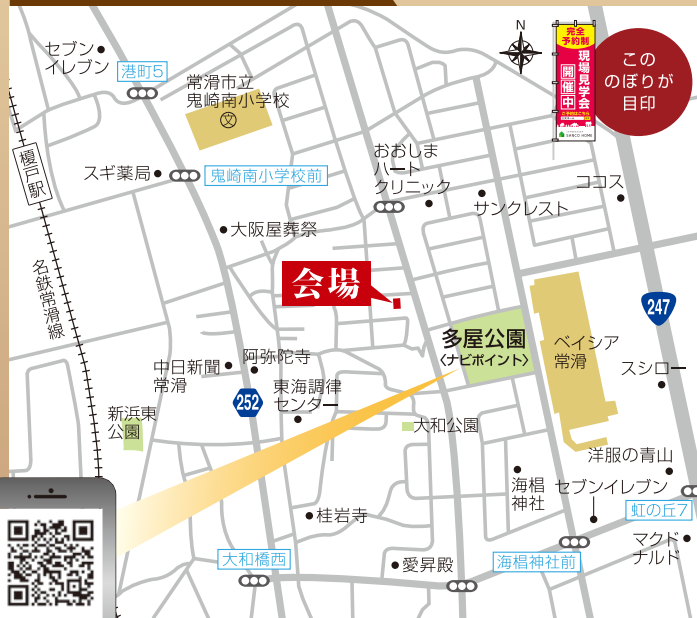 セブン
イレブン
港町5
常滑市立
鬼崎南小学校
文
N
完全
予約制
現場見学会
開催中
SANCO HOME
この
のぼりが
目印
榎戸駅
スギ薬局
鬼崎南小学校前
おおしま
ハート
クリニック
サンクレスト
ココス
大阪屋葬祭
名鉄常滑線
会場
247
多屋公園
〈ナビポイント〉
ベイシア
常滑
スシロー
中日新聞
常滑
阿弥陀寺
252
東海調律
センター
新浜東
公園
大和公園
洋服の青山
海椙
神社
セブンイレブン
虹の丘7
桂岩寺
マクド
ナルド
大和橋西
愛昇殿
海椙神社前